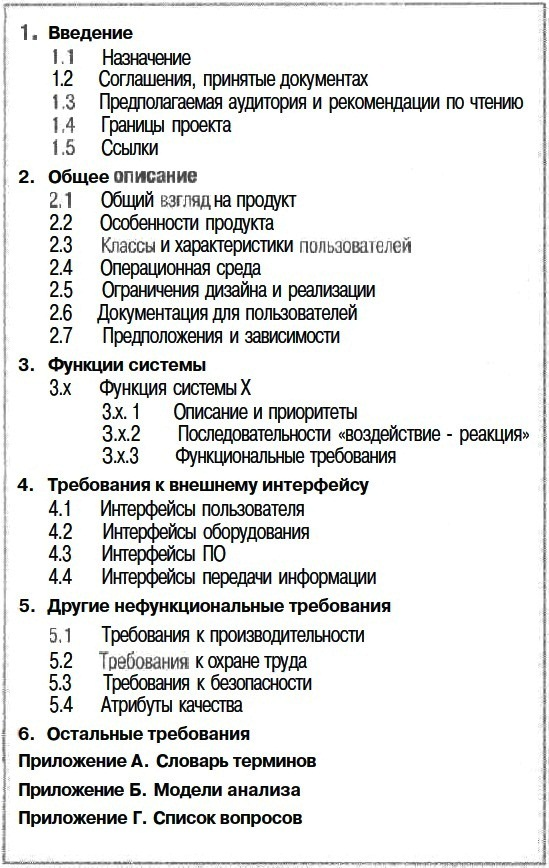 1. Введение
1.1 Назначение
1.2 Соглашения, принятые документах
1.3 Предполагаемая аудитория и рекомендации по чтению
1.4 Границы проекта
1.5 Ссылки
2. Общее описание
2.1 Общий взгляд на продукт
2.2 Особенности продукта
2.3 Классы и характеристики пользователей
2.4 Операционная среда
2.5 Ограничения дизайна и реализации
2.6 Документация для пользователей
2.7 Предположения и зависимости
3. Функции системы
3.x Функция системы X
3.x. 1 Описание и приоритеты
3.x.2 Последовательности «воздействие - реакция»
3.x.3 Функциональные требования
4. Требования к внешнему интерфейсу
4.1 Интерфейсы пользователя
4.2 Интерфейсы оборудования
4.3 Интерфейсы ПО
4.4 Интерфейсы передачи информации
5. Другие нефункциональные требования
5.1 Требования к производительности
5.2 Требования к охране труда
5.3 Требования к безопасности
5.4 Атрибуты качества
6. Остальные требования
Приложение А. Словарь терминов
Приложение Б. Модели анализа
Приложение Г. Список вопросов